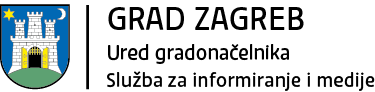 GRAD ZAGREB
Ured gradonačelnika
Služba za informiranje i medije